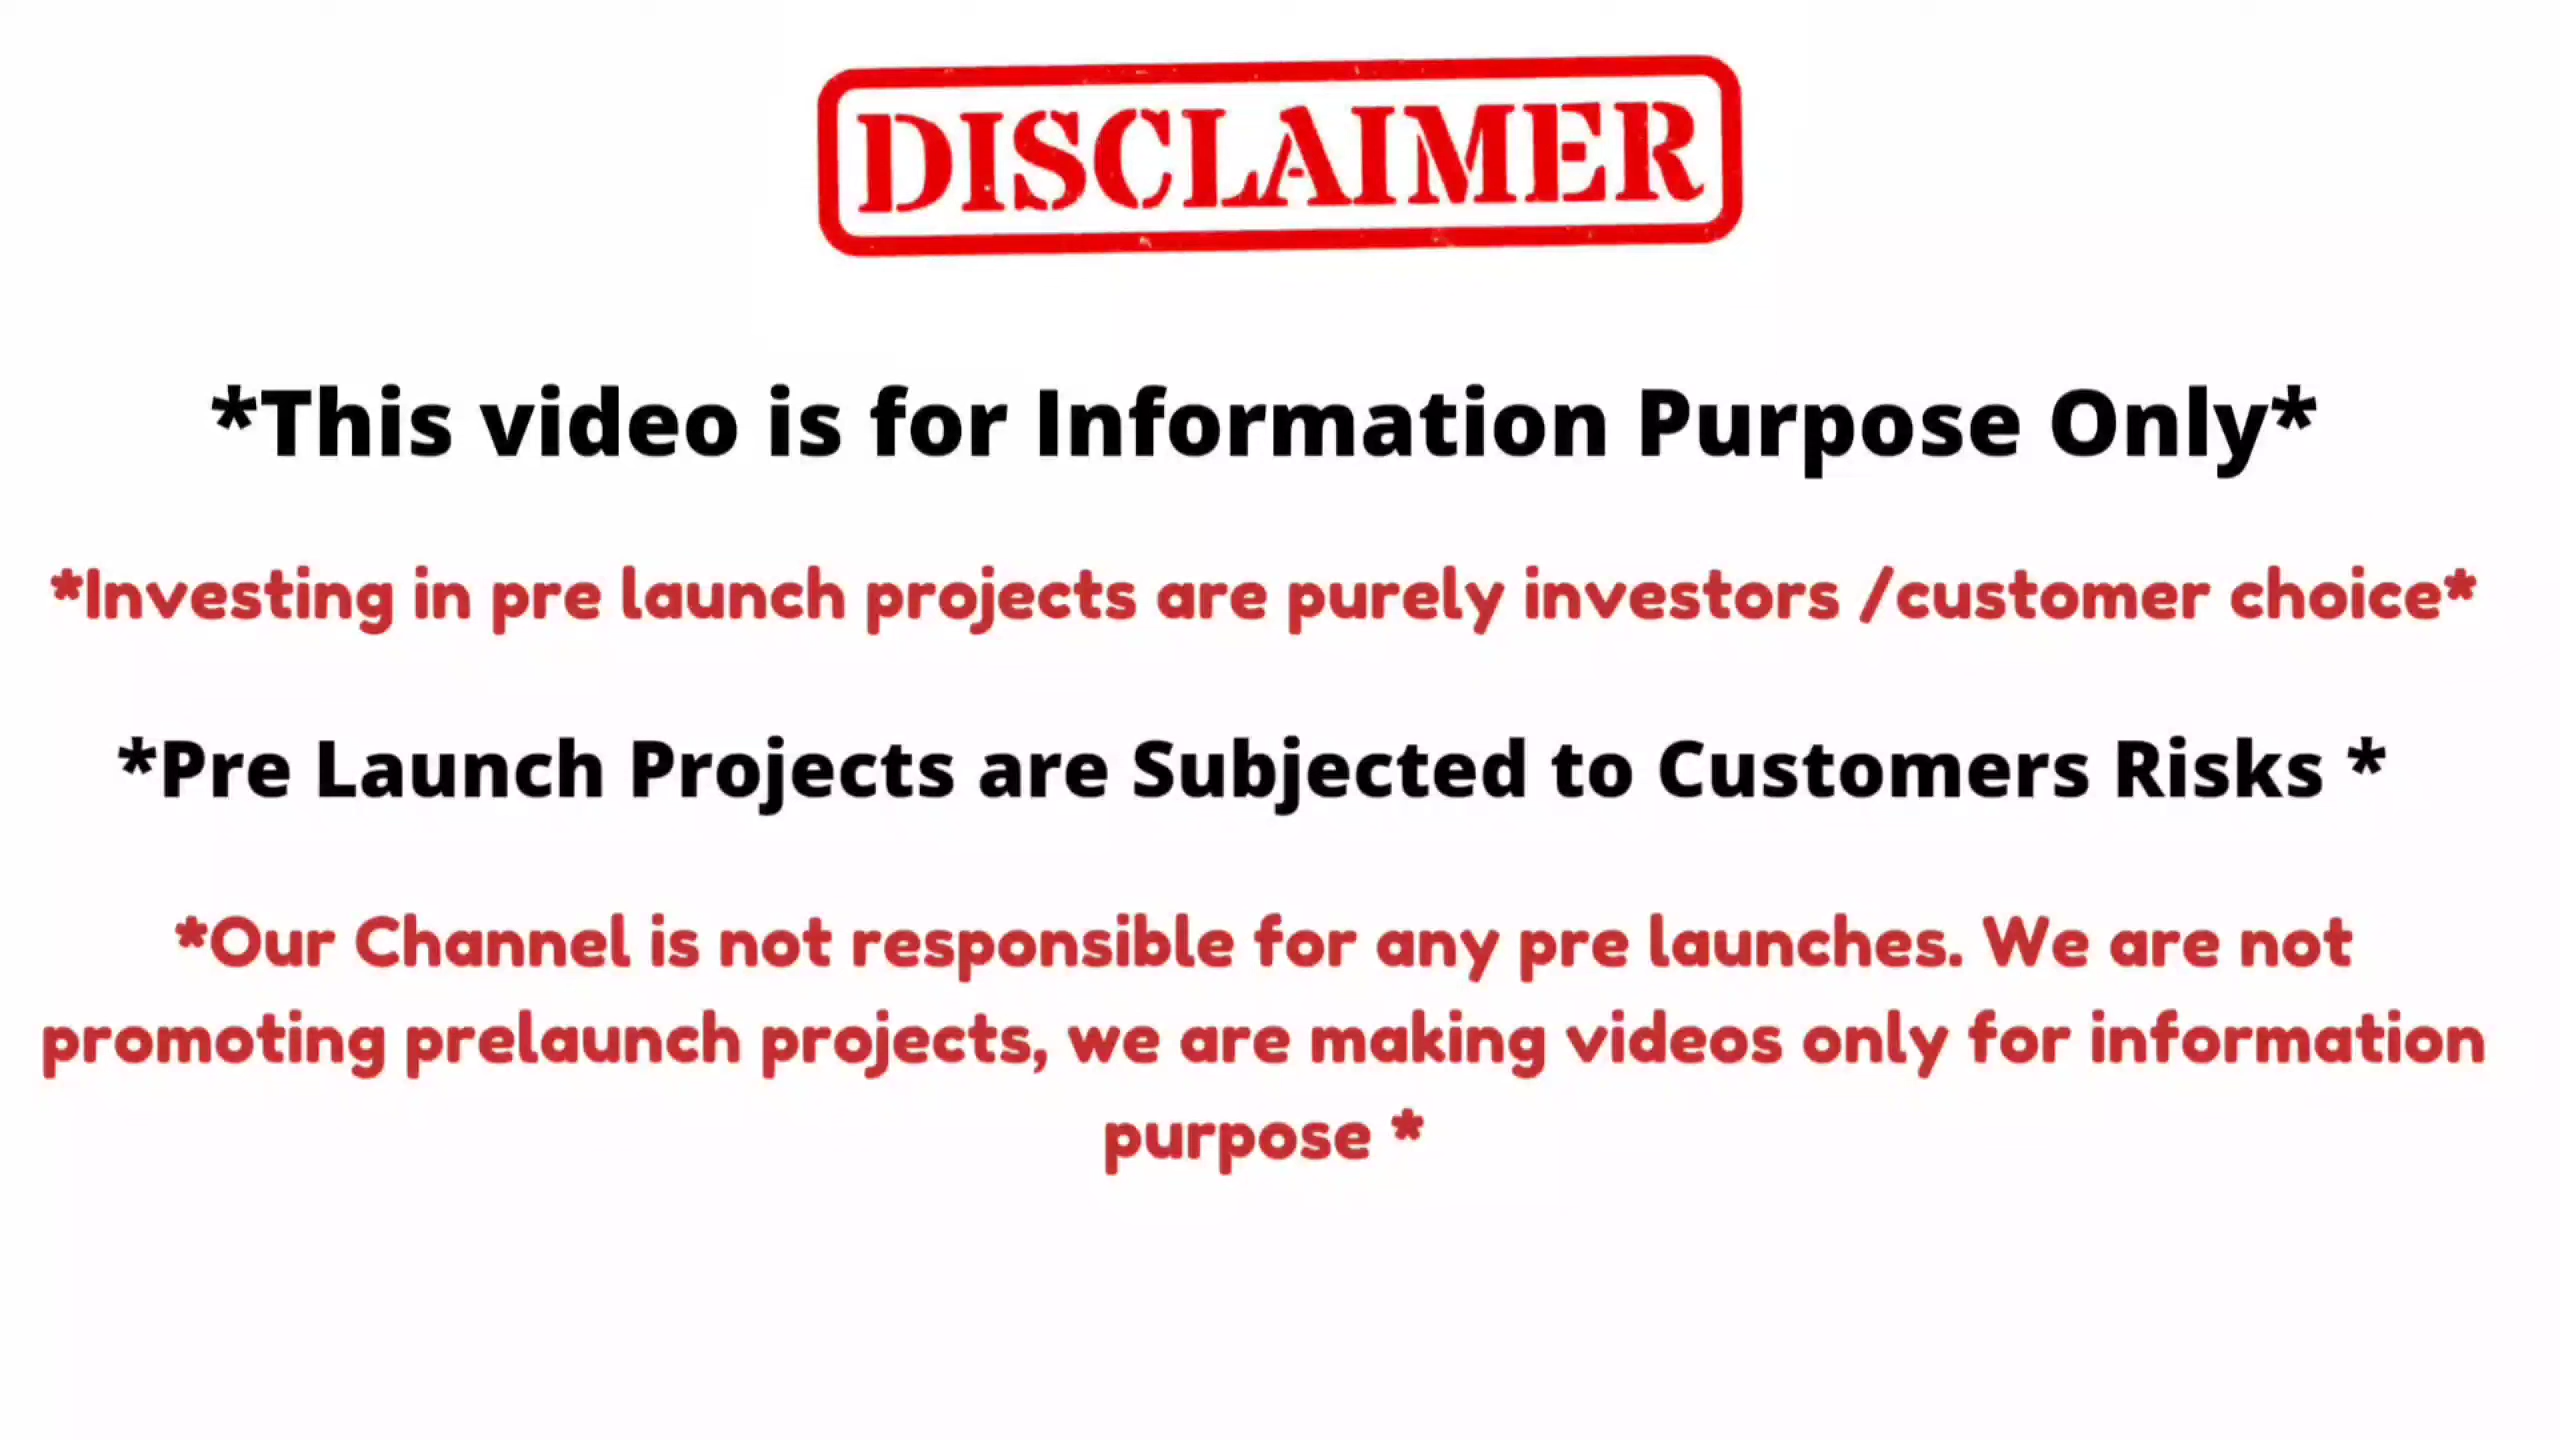 DISCLAIMER
*This video is for Information Purpose Only*
*Investing in pre launch projects are purely investors /customer choice*
*Pre Launch Projects are Subjected to Customers Risks *
*Our Channel is not responsible for any pre launches. We are not
promoting prelaunch projects, we are making videos only for information
purpose *